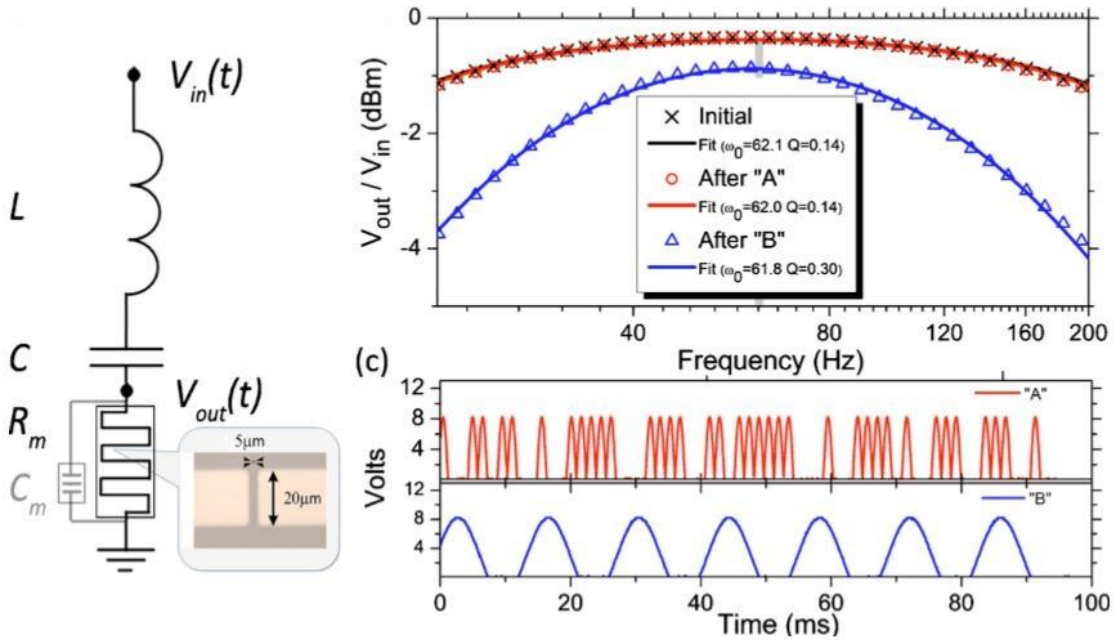 V_in(t)
L
C
V_out(t)
R_m
C_m
5μm
20μm
0
-2
-4
V_out / V_in (dBm)
Initial
Fit (ω_0=62.1 Q=0.14)
After "A"
Fit (ω_0=62.0 Q=0.14)
After "B"
Fit (ω_0=61.8 Q=0.30)
40 80 120 160 200
Frequency (Hz)
(c)
12
8
4
"A"
Volts
12
8
4
"B"
0 20 40 60 80 100
Time (ms)